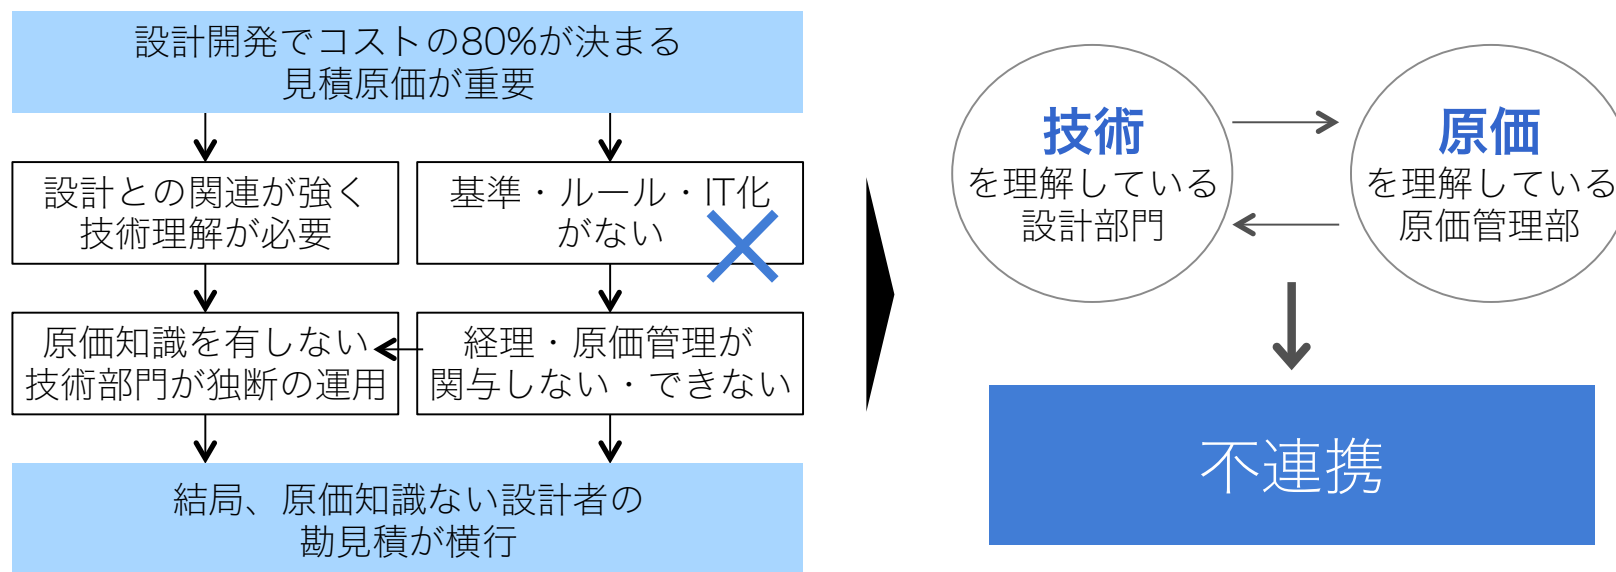 設計開発でコストの80%が決まる
見積原価が重要
設計との関連が強く
技術理解が必要
基準・ルール・IT化
がない
原価知識を有しない
技術部門が独断の運用
経理・原価管理が
関与しない・できない
結局、原価知識ない設計者の
勘見積が横行
技術
を理解している
設計部門
原価
を理解している
原価管理部
不連携